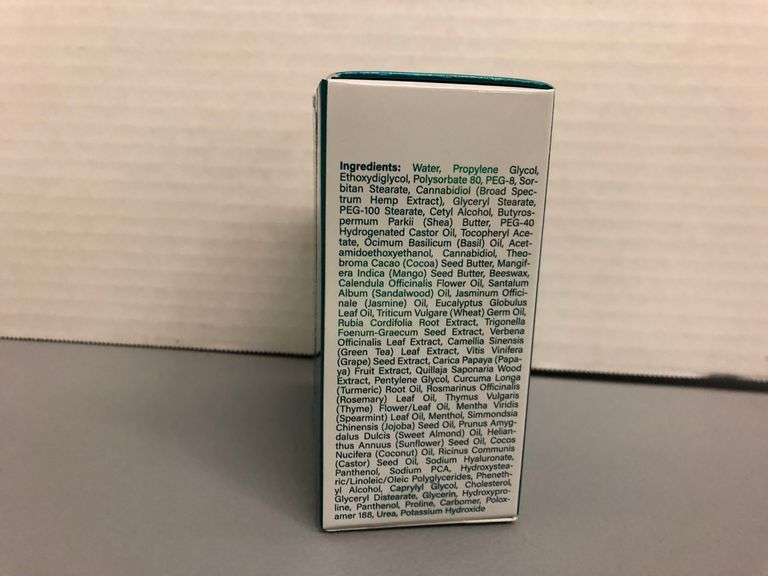 Ingredients: Water, Propylene Glycol,
Ethoxydiglycol, Polysorbate 80, PEG-8, Sor-
bitan Stearate, Cannabidiol (Broad Spec-
trum Hemp Extract), Glyceryl Stearate,
PEG-100 Stearate, Cetyl Alcohol, Butyros-
permum Parkii (Shea) Butter, PEG-40
Hydrogenated Castor Oil, Tocopheryl Ace-
tate, Ocimum Basilicum (Basil) Oil, Acet-
amidoethoxyethanol, Cannabidiol, Theo-
broma Cacao (Cocoa) Seed Butter, Mangif-
era Indica (Mango) Seed Butter, Beeswax,
Calendula Officinalis Flower Oil, Santalum
Album (Sandalwood) Oil, Jasminum Offici-
nale (Jasmine) Oil, Eucalyptus Globulus
Leaf Oil, Triticum Vulgare (Wheat) Germ Oil,
Rubia Cordifolia Root Extract, Trigonella
Foenum-Graecum Seed Extract, Verbena
Officinalis Leaf Extract, Camellia Sinensis
(Green Tea) Leaf Extract, Vitis Vinifera
(Grape) Seed Extract, Carica Papaya (Papa-
ya) Fruit Extract, Quillaja Saponaria Wood
Extract, Pentylene Glycol, Curcuma Longa
(Turmeric) Root Oil, Rosmarinus Officinalis
(Rosemary) Leaf Oil, Thymus Vulgaris
(Thyme) Flower/Leaf Oil, Mentha Viridis
(Spearmint) Leaf Oil, Menthol, Simmondsia
Chinensis (Jojoba) Seed Oil, Prunus Amyg-
dalus Dulcis (Sweet Almond) Oil, Helian-
thus Annuus (Sunflower) Seed Oil, Cocos
Nucifera (Coconut) Oil, Ricinus Communis
(Castor) Seed Oil, Sodium Hyaluronate,
Panthenol, Sodium PCA, Hydroxystea-
ric/Linoleic/Oleic Polyglycerides, Pheneth-
yl Alcohol, Caprylyl Glycol, Cholesterol,
Glyceryl Distearate, Glycerin, Hydroxypro-
line, Panthenol, Proline, Carbomer, Polox-
amer 188, Urea, Potassium Hydroxide